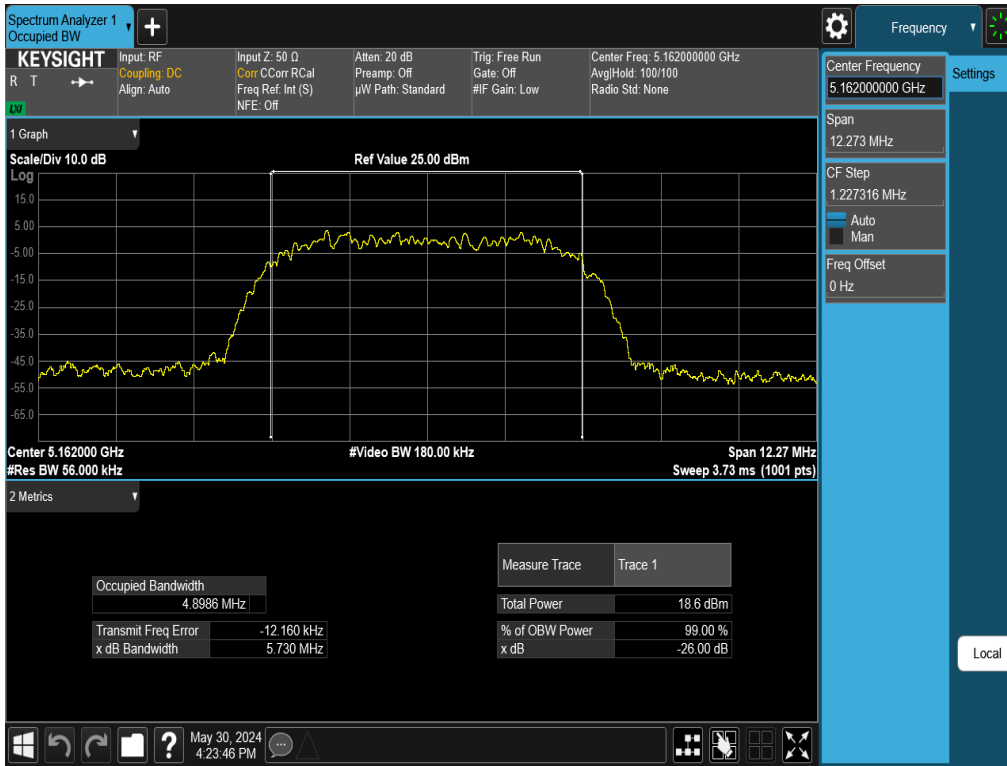 Spectrum Analyzer 1
Occupied BW
Frequency
KEYSIGHT
R T
LXI
Input: RF
Coupling: DC
Align: Auto
Input Z: 50 Ω
Corr CCorr RCal
Freq Ref: Int (S)
NFE: Off
Atten: 20 dB
Preamp: Off
µW Path: Standard
Trig: Free Run
Gate: Off
#IF Gain: Low
Center Freq: 5.162000000 GHz
Avg|Hold: 100/100
Radio Std: None
Center Frequency
5.162000000 GHz
Settings
Span
12.273 MHz
CF Step
1.227316 MHz
Auto
Man
Freq Offset
0 Hz
Local
1 Graph
Scale/Div 10.0 dB
Ref Value 25.00 dBm
Log
15.0
5.00
-5.00
-15.0
-25.0
-35.0
-45.0
-55.0
-65.0
Center 5.162000 GHz
#Video BW 180.00 kHz
Span 12.27 MHz
#Res BW 56.000 kHz
Sweep 3.73 ms (1001 pts)
2 Metrics
Measure Trace
Trace 1
Occupied Bandwidth
4.8986 MHz
Total Power
18.6 dBm
Transmit Freq Error
-12.160 kHz
% of OBW Power
99.00 %
x dB Bandwidth
5.730 MHz
x dB
-26.00 dB
?
May 30, 2024
4:23:46 PM